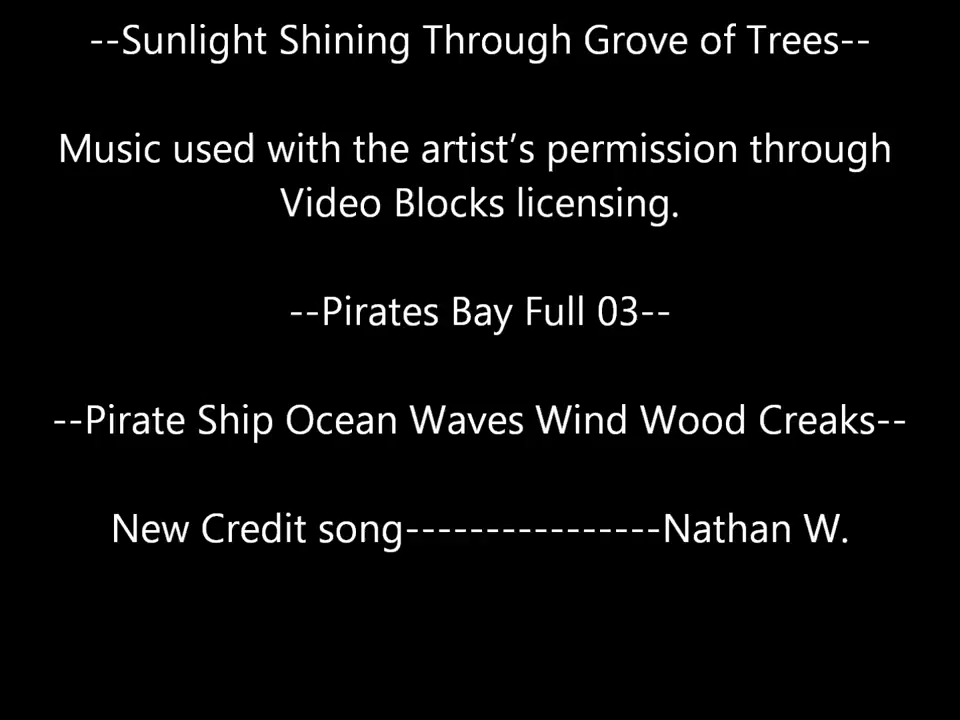 --Sunlight Shining Through Grove of Trees--
Music used with the artist's permission through
Video Blocks licensing.
--Pirates Bay Full 03--
--Pirate Ship Ocean Waves Wind Wood Creaks--
New Credit song----------------Nathan W.